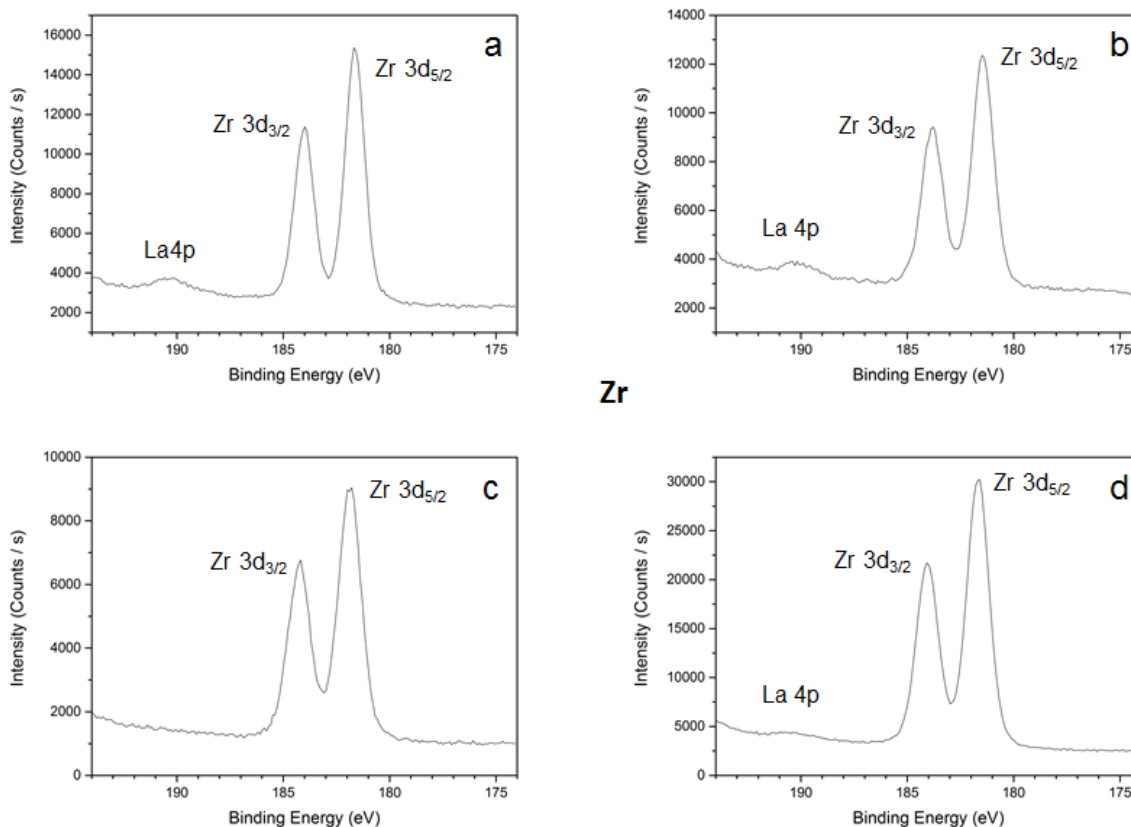 a
16000
14000
12000
10000
8000
6000
4000
2000
Intensity (Counts / s)
Zr 3d5/2
Zr 3d3/2
La4p
190 185 180 175
Binding Energy (eV)
b
14000
12000
10000
8000
6000
4000
2000
Intensity (Counts / s)
Zr 3d5/2
Zr 3d3/2
La 4p
190 185 180 175
Binding Energy (eV)
Zr
c
10000
8000
6000
4000
2000
0
Intensity (Counts / s)
Zr 3d5/2
Zr 3d3/2
190 185 180 175
Binding Energy (eV)
d
30000
25000
20000
15000
10000
5000
0
Intensity (Counts / s)
Zr 3d5/2
Zr 3d3/2
La 4p
190 185 180 175
Binding Energy (eV)